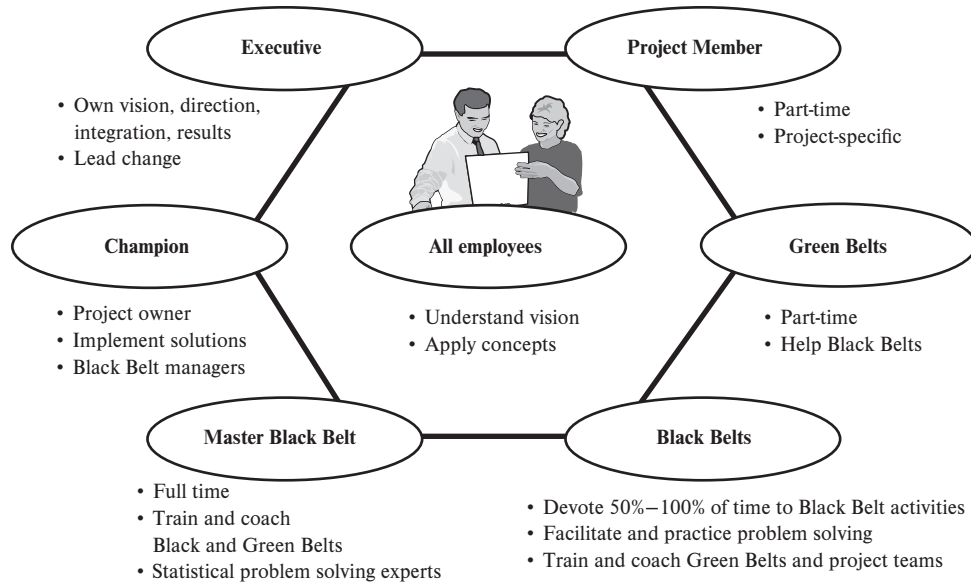 Executive
Project Member
• Own vision, direction,
integration, results
• Lead change
• Part-time
• Project-specific
Champion
All employees
Green Belts
• Project owner
• Implement solutions
• Black Belt managers
• Understand vision
• Apply concepts
• Part-time
• Help Black Belts
Master Black Belt
Black Belts
• Full time
• Train and coach
Black and Green Belts
• Statistical problem solving experts
• Devote 50%–100% of time to Black Belt activities
• Facilitate and practice problem solving
• Train and coach Green Belts and project teams